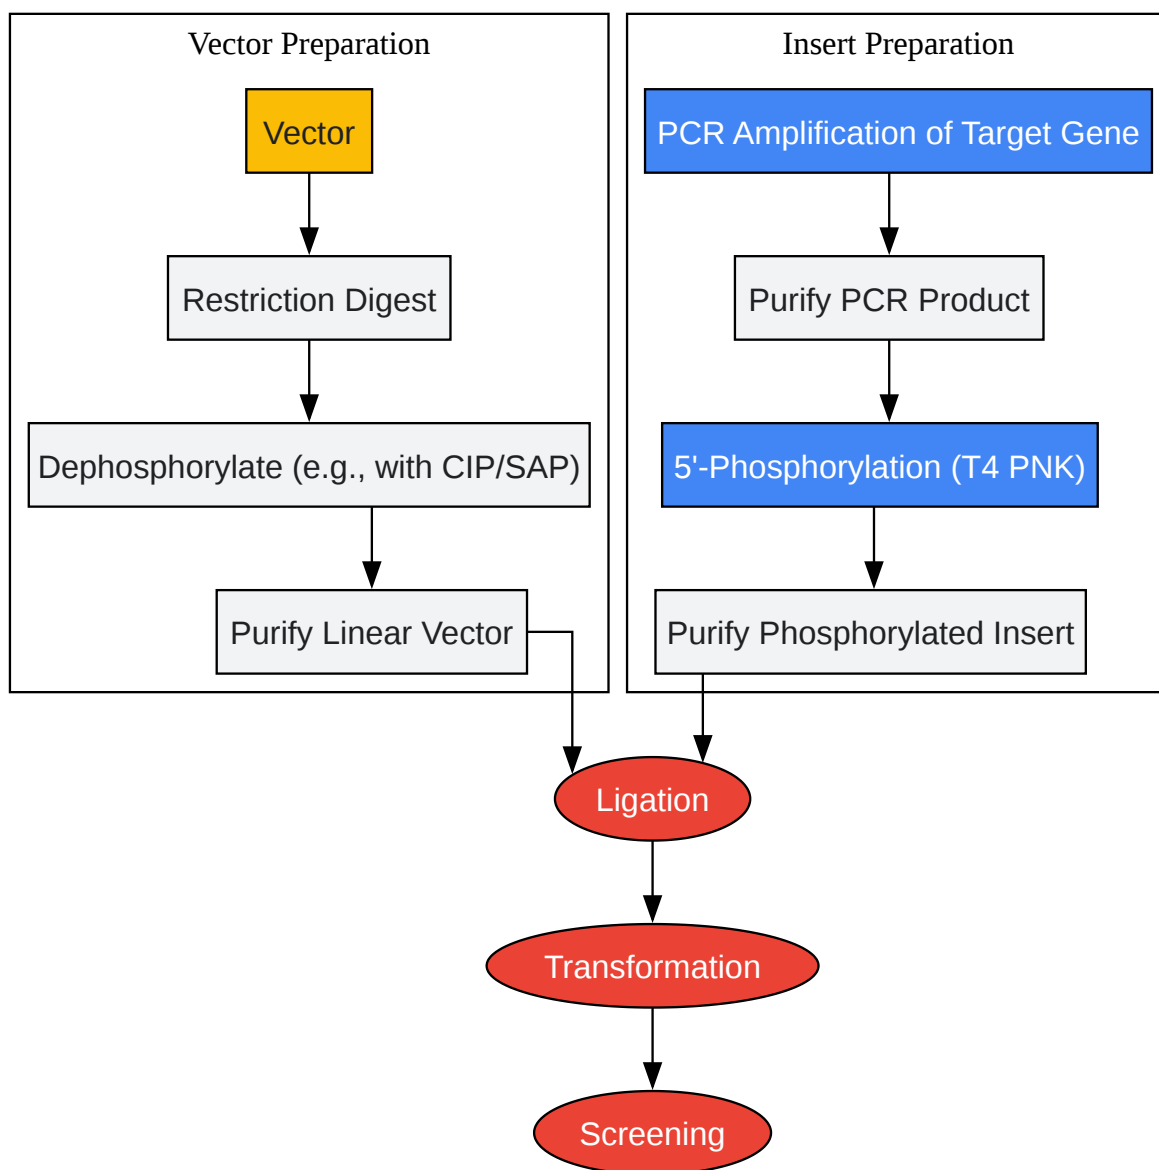 Vector Preparation
Vector
Restriction Digest
Dephosphorylate (e.g., with CIP/SAP)
Purify Linear Vector
Insert Preparation
PCR Amplification of Target Gene
Purify PCR Product
5'-Phosphorylation (T4 PNK)
Purify Phosphorylated Insert
Ligation
Transformation
Screening